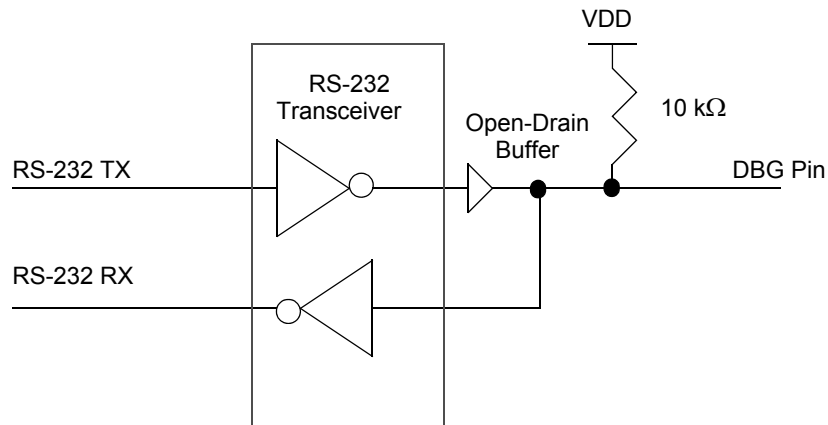 VDD
RS-232
Transceiver
10 kΩ
Open-Drain
Buffer
RS-232 TX
DBG Pin
RS-232 RX